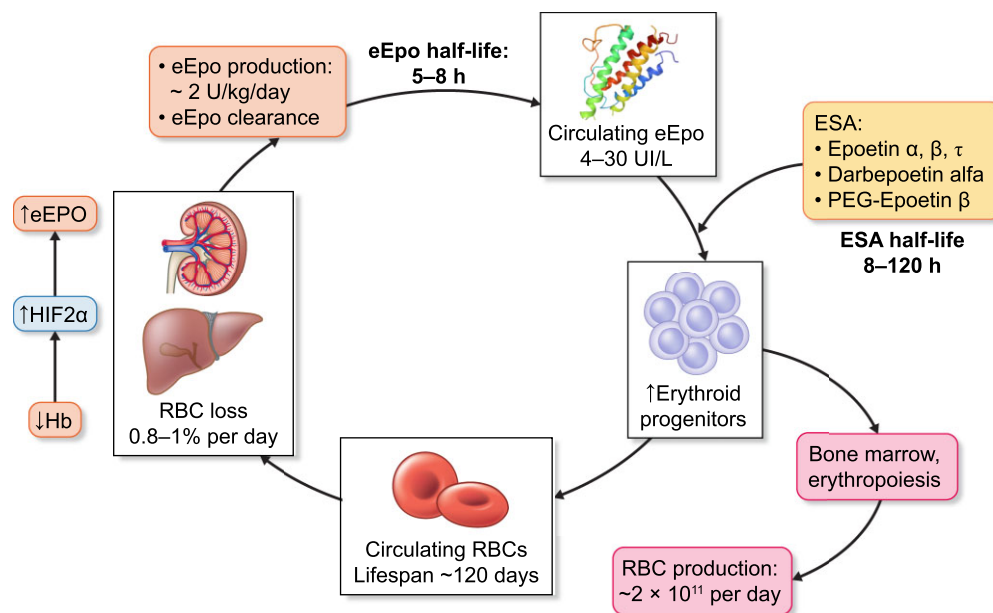 • eEpo production:
~ 2 U/kg/day
• eEpo clearance
eEpo half-life:
5–8 h
Circulating eEpo
4–30 UI/L
ESA:
• Epoetin α, β, τ
• Darbepoetin alfa
• PEG-Epoetin β
ESA half-life
8–120 h
↑eEPO
↑HIF2α
↓Hb
RBC loss
0.8–1% per day
↑Erythroid
progenitors
Bone marrow,
erythropoiesis
Circulating RBCs
Lifespan ~120 days
RBC production:
~2 × 10¹¹ per day